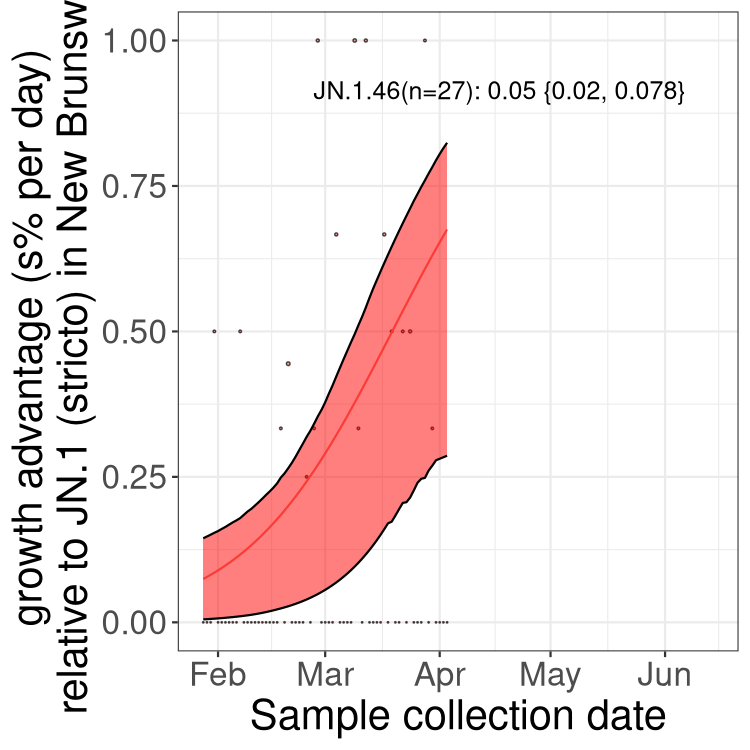 growth advantage (s% per day)
relative to JN.1 (stricto) in New Brunsw
1.00
0.75
0.50
0.25
0.00
JN.1.46(n=27): 0.05 {0.02, 0.078}
Feb Mar Apr May Jun
Sample collection date